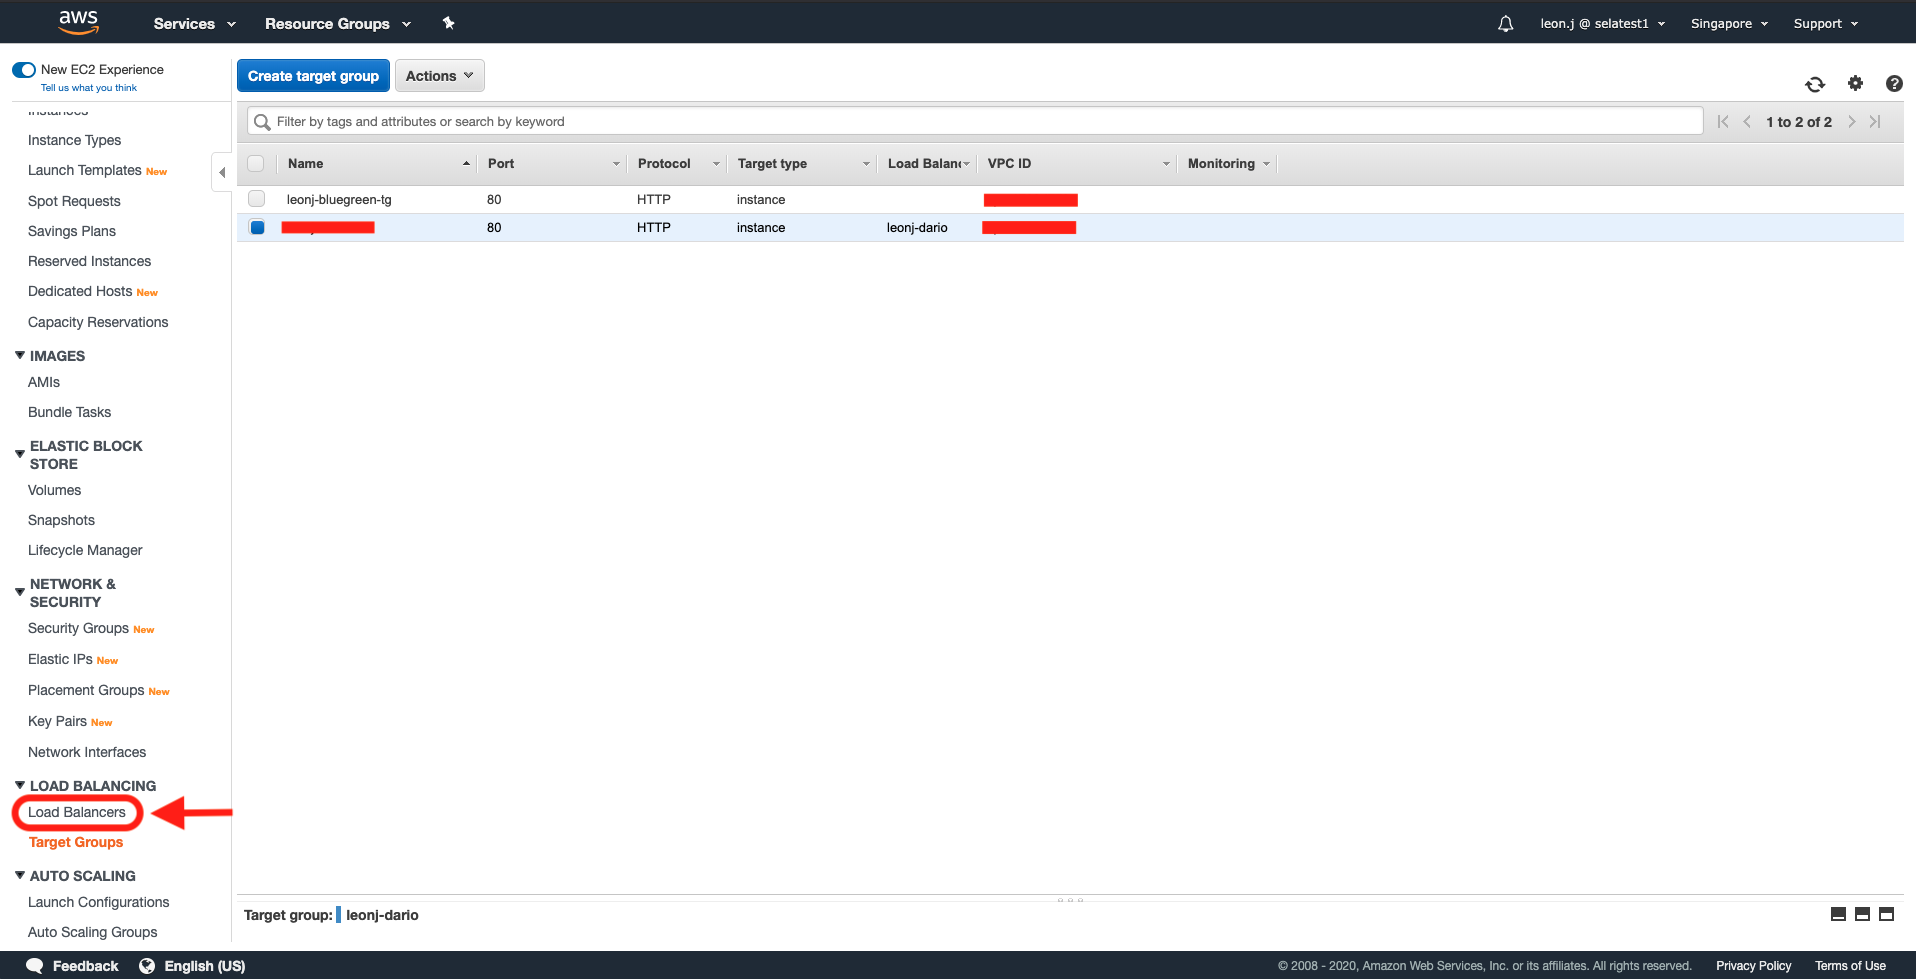 aws
Services
Resource Groups
leon.j @ selatest1
Singapore
Support
New EC2 Experience
Tell us what you think
Instances
Instance Types
Launch Templates New
Spot Requests
Savings Plans
Reserved Instances
Dedicated Hosts New
Capacity Reservations
IMAGES
AMIs
Bundle Tasks
ELASTIC BLOCK
STORE
Volumes
Snapshots
Lifecycle Manager
NETWORK &
SECURITY
Security Groups New
Elastic IPs New
Placement Groups New
Key Pairs New
Network Interfaces
LOAD BALANCING
Load Balancers
Target Groups
AUTO SCALING
Launch Configurations
Auto Scaling Groups
Create target group
Actions
Filter by tags and attributes or search by keyword
1 to 2 of 2
Name Port Protocol Target type Load Balanc VPC ID Monitoring
leonj-bluegreen-tg 80 HTTP instance
80 HTTP instance leonj-dario
Target group: leonj-dario
Feedback
English (US)
© 2008 - 2020, Amazon Web Services, Inc. or its affiliates. All rights reserved.
Privacy Policy
Terms of Use